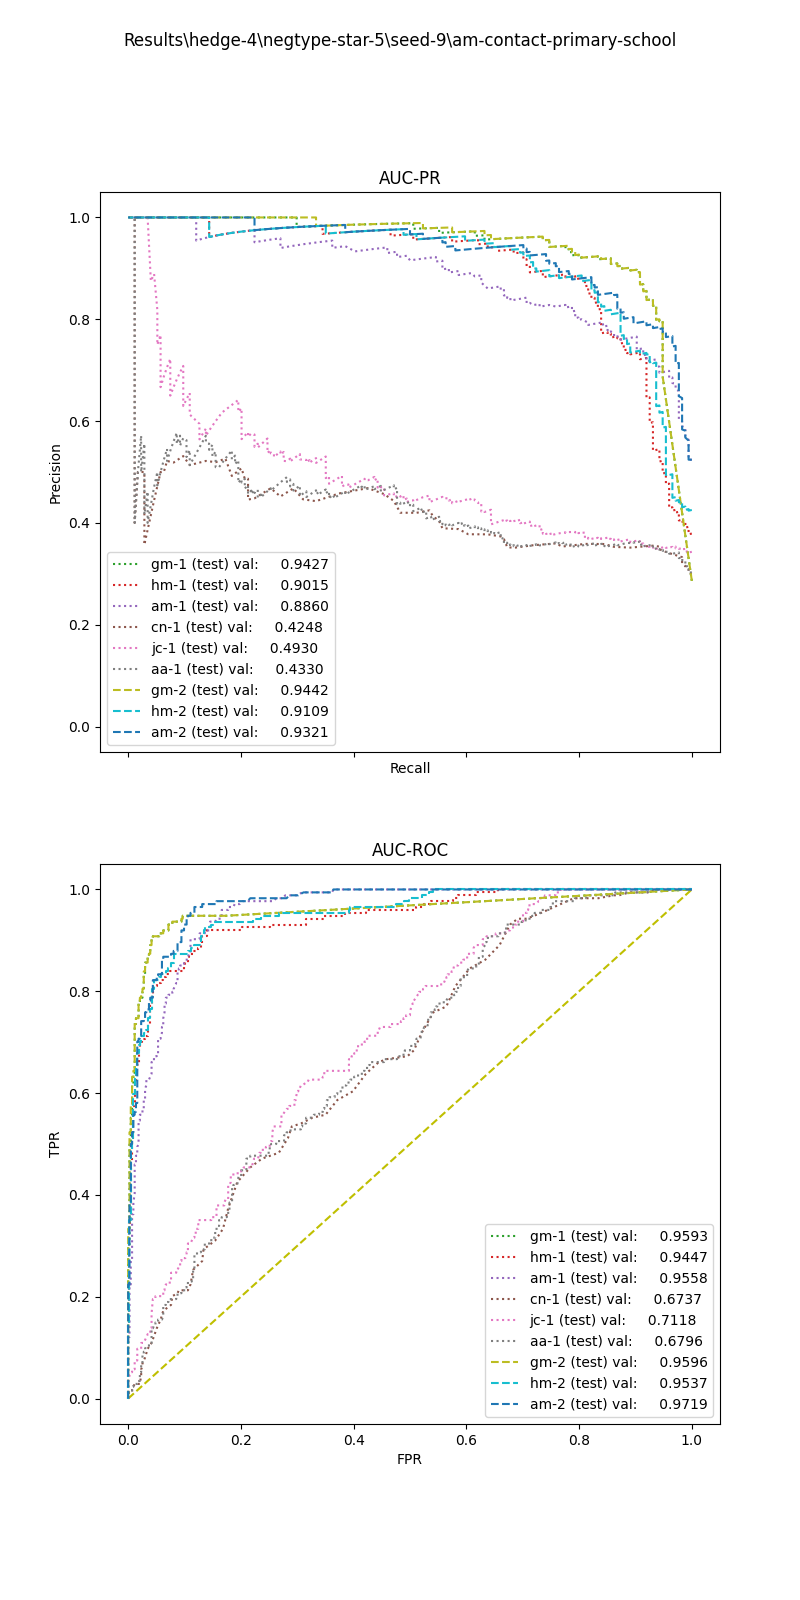 Results\hedge-4\negtype-star-5\seed-9\am-contact-primary-school
AUC-PR
1.0
0.8
0.6
0.4
0.2
0.0
Precision
gm-1 (test) val: 0.9427
hm-1 (test) val: 0.9015
am-1 (test) val: 0.8860
cn-1 (test) val: 0.4248
jc-1 (test) val: 0.4930
aa-1 (test) val: 0.4330
gm-2 (test) val: 0.9442
hm-2 (test) val: 0.9109
am-2 (test) val: 0.9321
Recall
AUC-ROC
1.0
0.8
0.6
0.4
0.2
0.0
TPR
gm-1 (test) val: 0.9593
hm-1 (test) val: 0.9447
am-1 (test) val: 0.9558
cn-1 (test) val: 0.6737
jc-1 (test) val: 0.7118
aa-1 (test) val: 0.6796
gm-2 (test) val: 0.9596
hm-2 (test) val: 0.9537
am-2 (test) val: 0.9719
0.0 0.2 0.4 0.6 0.8 1.0
FPR